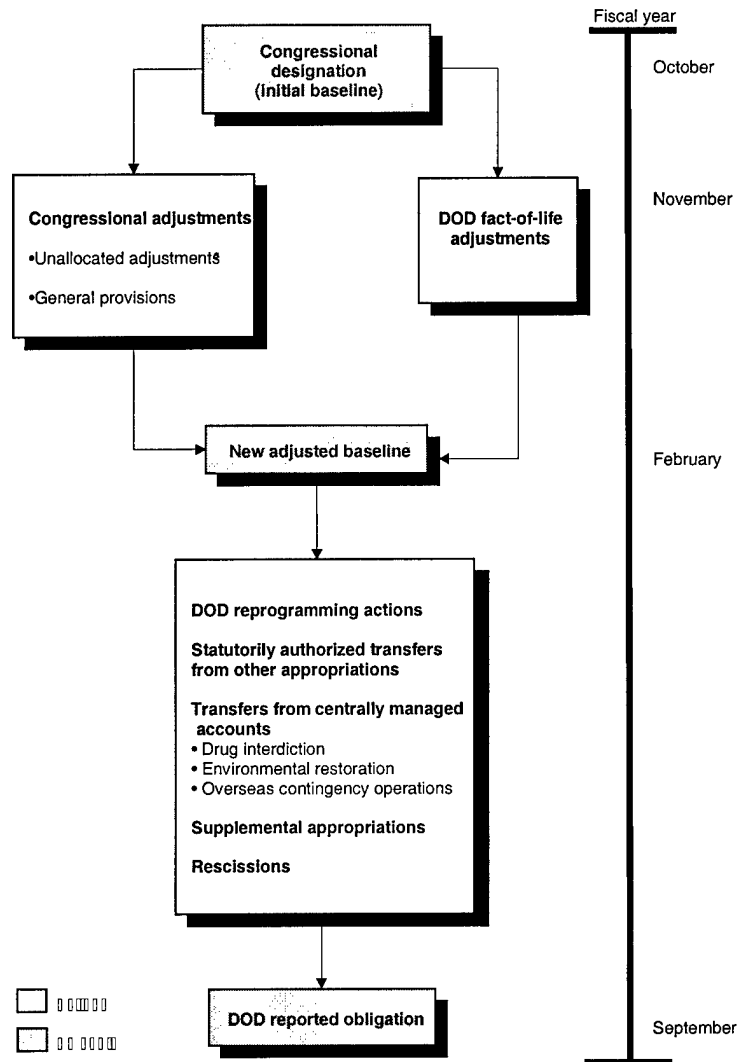 Fiscal year
Congressional
designation
(initial baseline)
October
Congressional adjustments
•Unallocated adjustments
•General provisions
DOD fact-of-life
adjustments
November
New adjusted baseline
February
DOD reprogramming actions
Statutorily authorized transfers
from other appropriations
Transfers from centrally managed
accounts
• Drug interdiction
• Environmental restoration
• Overseas contingency operations
Supplemental appropriations
Rescissions
DOD reported obligation
September